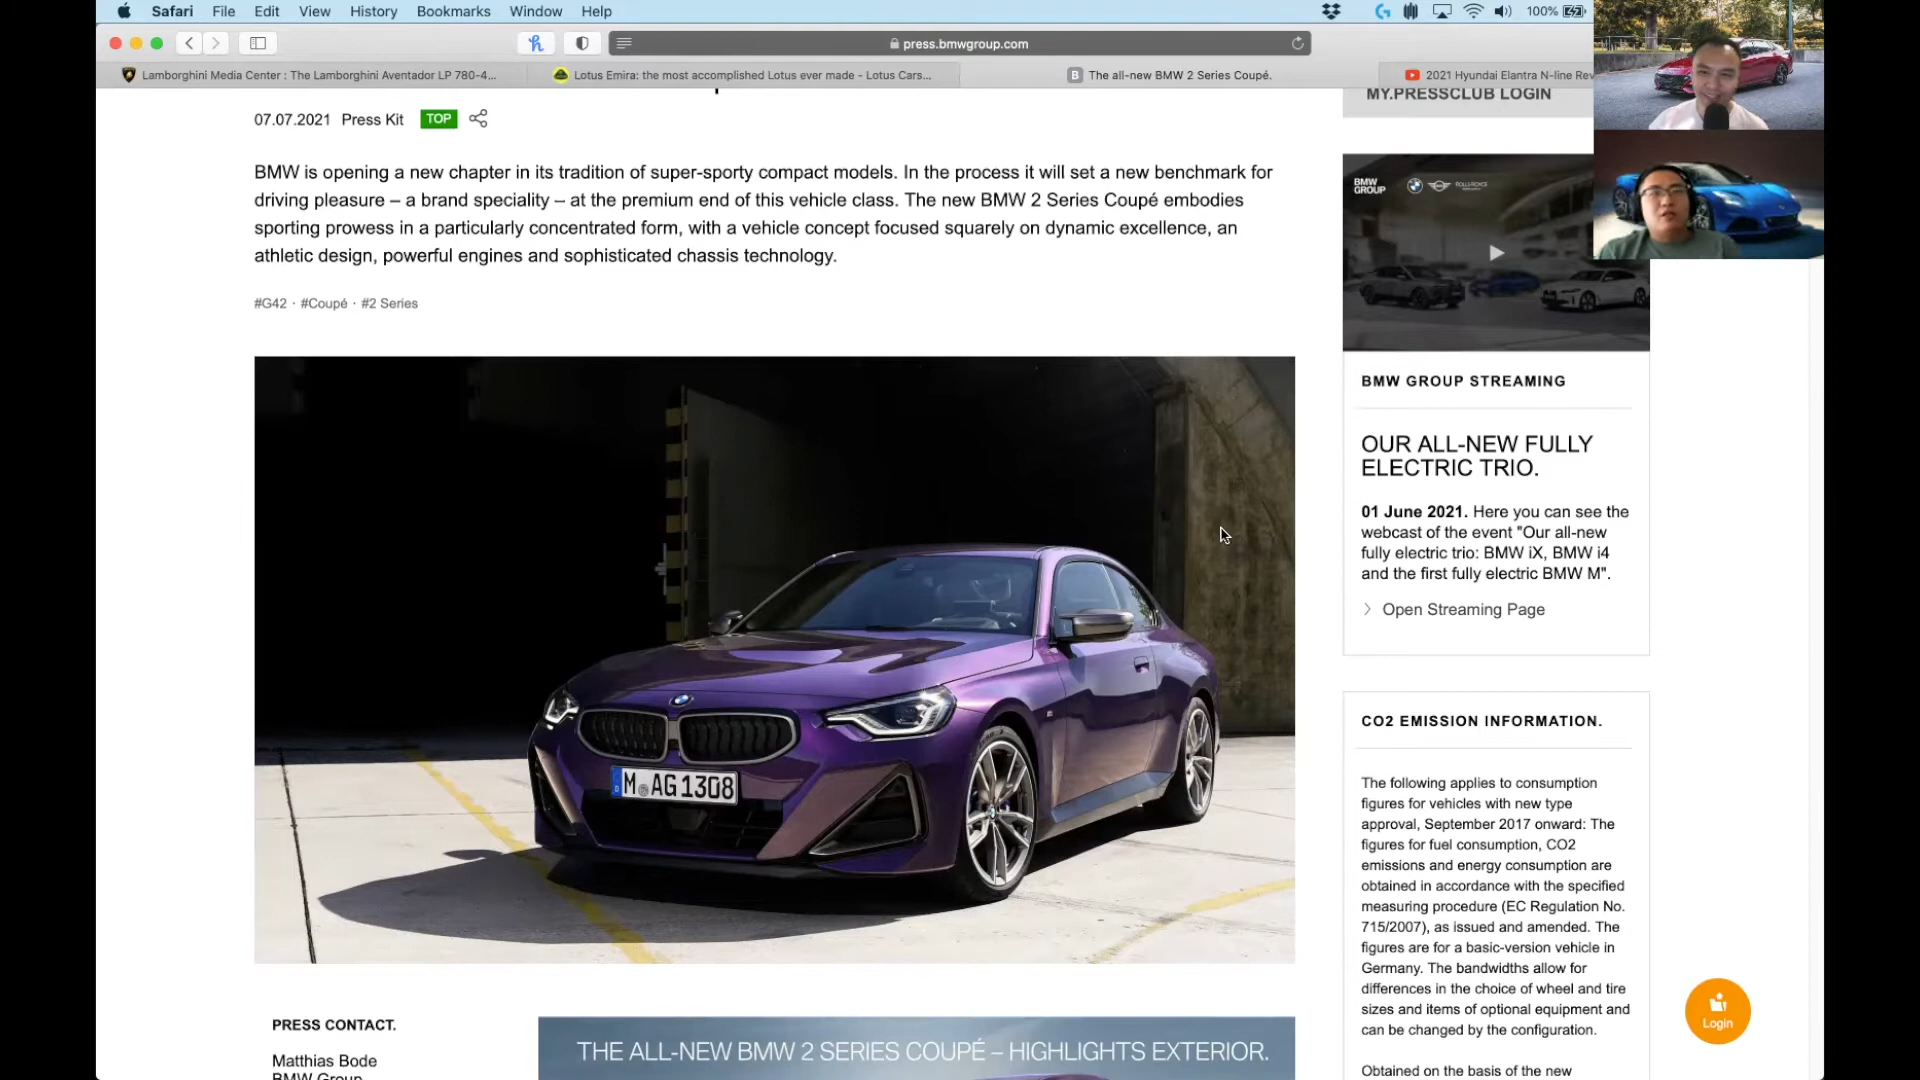 Safari File Edit View History Bookmarks Window Help 100%
press.bmwgroup.com
Lamborghini Media Center : The Lamborghini Aventador LP 780-4...
Lotus Emira: the most accomplished Lotus ever made - Lotus Cars...
B The all-new BMW 2 Series Coupé.
2021 Hyundai Elantra N-line Rev
07.07.2021 Press Kit TOP
BMW is opening a new chapter in its tradition of super-sporty compact models. In the process it will set a new benchmark for
driving pleasure – a brand speciality – at the premium end of this vehicle class. The new BMW 2 Series Coupé embodies
sporting prowess in a particularly concentrated form, with a vehicle concept focused squarely on dynamic excellence, an
athletic design, powerful engines and sophisticated chassis technology.
#G42 · #Coupé · #2 Series
M AG 1308
PRESS CONTACT.
Matthias Bode
BMW Group
THE ALL-NEW BMW 2 SERIES COUPÉ – HIGHLIGHTS EXTERIOR.
MY.PRESSCLUB LOGIN
BMW
GROUP
ROLLS-ROYCE
BMW GROUP STREAMING
OUR ALL-NEW FULLY
ELECTRIC TRIO.
01 June 2021. Here you can see the
webcast of the event "Our all-new
fully electric trio: BMW iX, BMW i4
and the first fully electric BMW M".
Open Streaming Page
CO2 EMISSION INFORMATION.
The following applies to consumption
figures for vehicles with new type
approval, September 2017 onward: The
figures for fuel consumption, CO2
emissions and energy consumption are
obtained in accordance with the specified
measuring procedure (EC Regulation No.
715/2007), as issued and amended. The
figures are for a basic-version vehicle in
Germany. The bandwidths allow for
differences in the choice of wheel and tire
sizes and items of optional equipment and
can be changed by the configuration.
Obtained on the basis of the new
Login